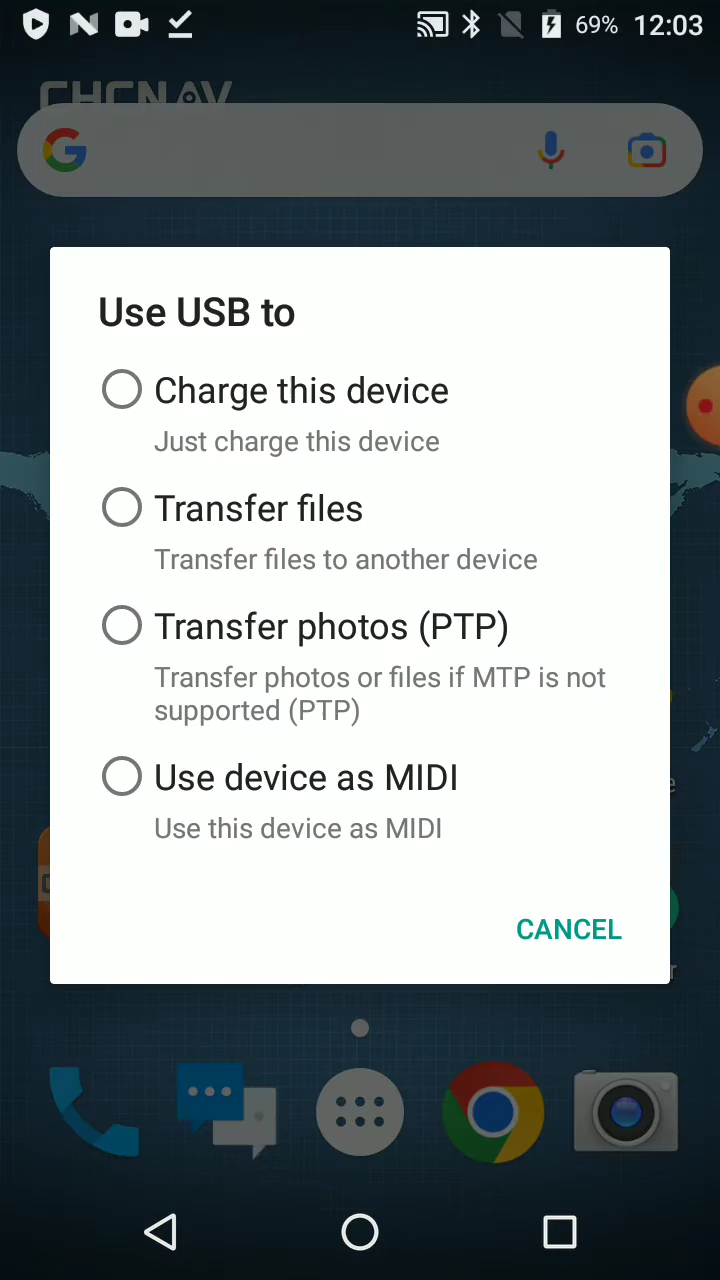 69% 12:03
CHCNAV
Use USB to
Charge this device
Just charge this device
Transfer files
Transfer files to another device
Transfer photos (PTP)
Transfer photos or files if MTP is not
supported (PTP)
Use device as MIDI
Use this device as MIDI
CANCEL